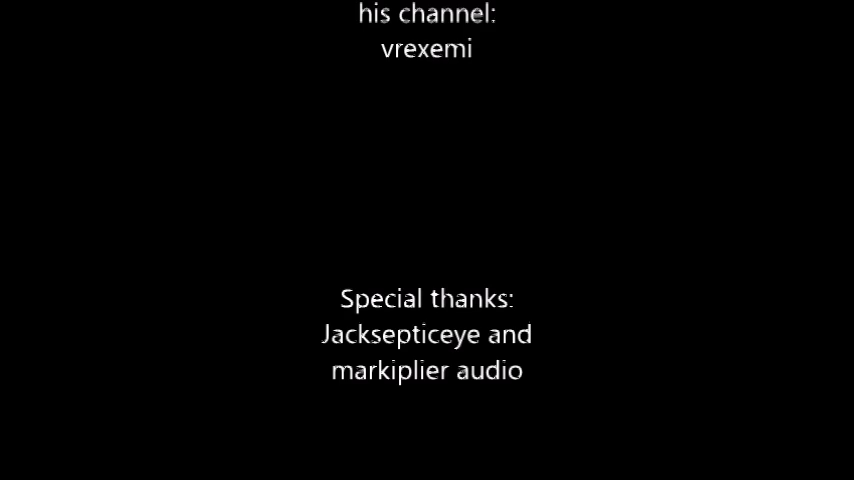 his channel:
vrexemi
Special thanks:
Jacksepticeye and
markiplier audio